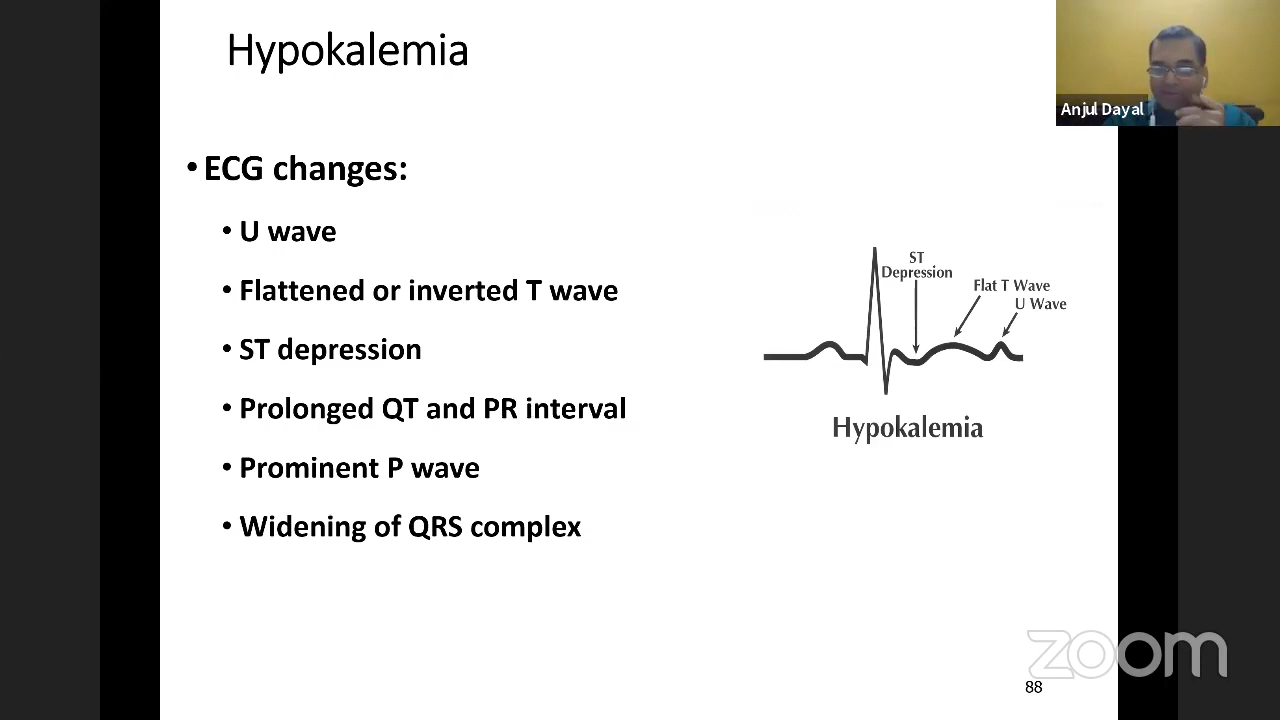 Hypokalemia
Anjul Dayal
• ECG changes:
• U wave
• Flattened or inverted T wave
• ST depression
• Prolonged QT and PR interval
• Prominent P wave
• Widening of QRS complex
ST
Depression
Flat T Wave
U Wave
Hypokalemia
zoom
88